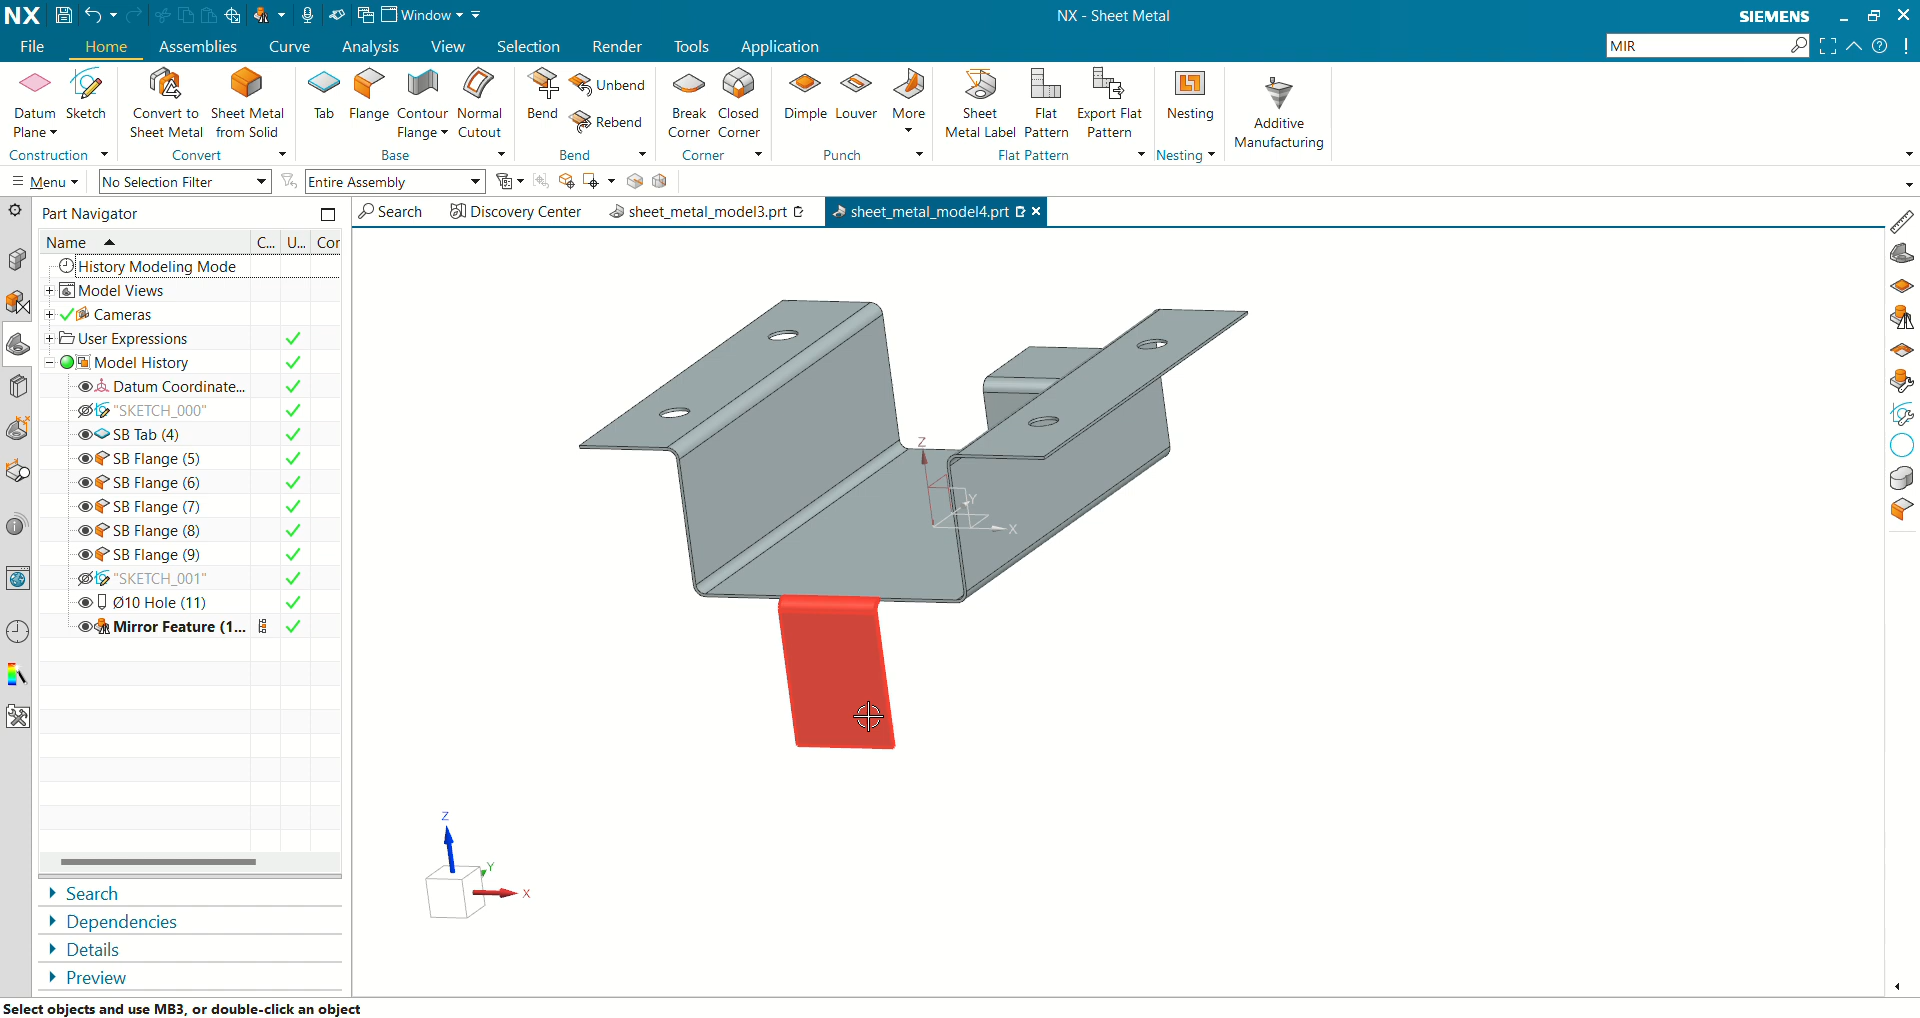 NX
Window
NX - Sheet Metal
SIEMENS
File
Home
Assemblies
Curve
Analysis
View
Selection
Render
Tools
Application
MIR
Datum Plane
Sketch
Convert to Sheet Metal
Sheet Metal from Solid
Tab
Flange
Contour Flange
Normal Cutout
Bend
Unbend
Rebend
Break Corner
Closed Corner
Dimple
Louver
More
Sheet Metal Label
Flat Pattern
Export Flat Pattern
Nesting
Additive Manufacturing
Construction
Convert
Base
Bend
Corner
Punch
Flat Pattern
Nesting
Menu
No Selection Filter
Entire Assembly
Part Navigator
Search
Discovery Center
sheet_metal_model3.prt
sheet_metal_model4.prt
Name
C...
U...
Cor
History Modeling Mode
Model Views
Cameras
User Expressions
Model History
Datum Coordinate...
"SKETCH_000"
SB Tab (4)
SB Flange (5)
SB Flange (6)
SB Flange (7)
SB Flange (8)
SB Flange (9)
"SKETCH_001"
Ø10 Hole (11)
Mirror Feature (1...
Z
Y
X
Z
Y
X
Search
Dependencies
Details
Preview
Select objects and use MB3, or double-click an object